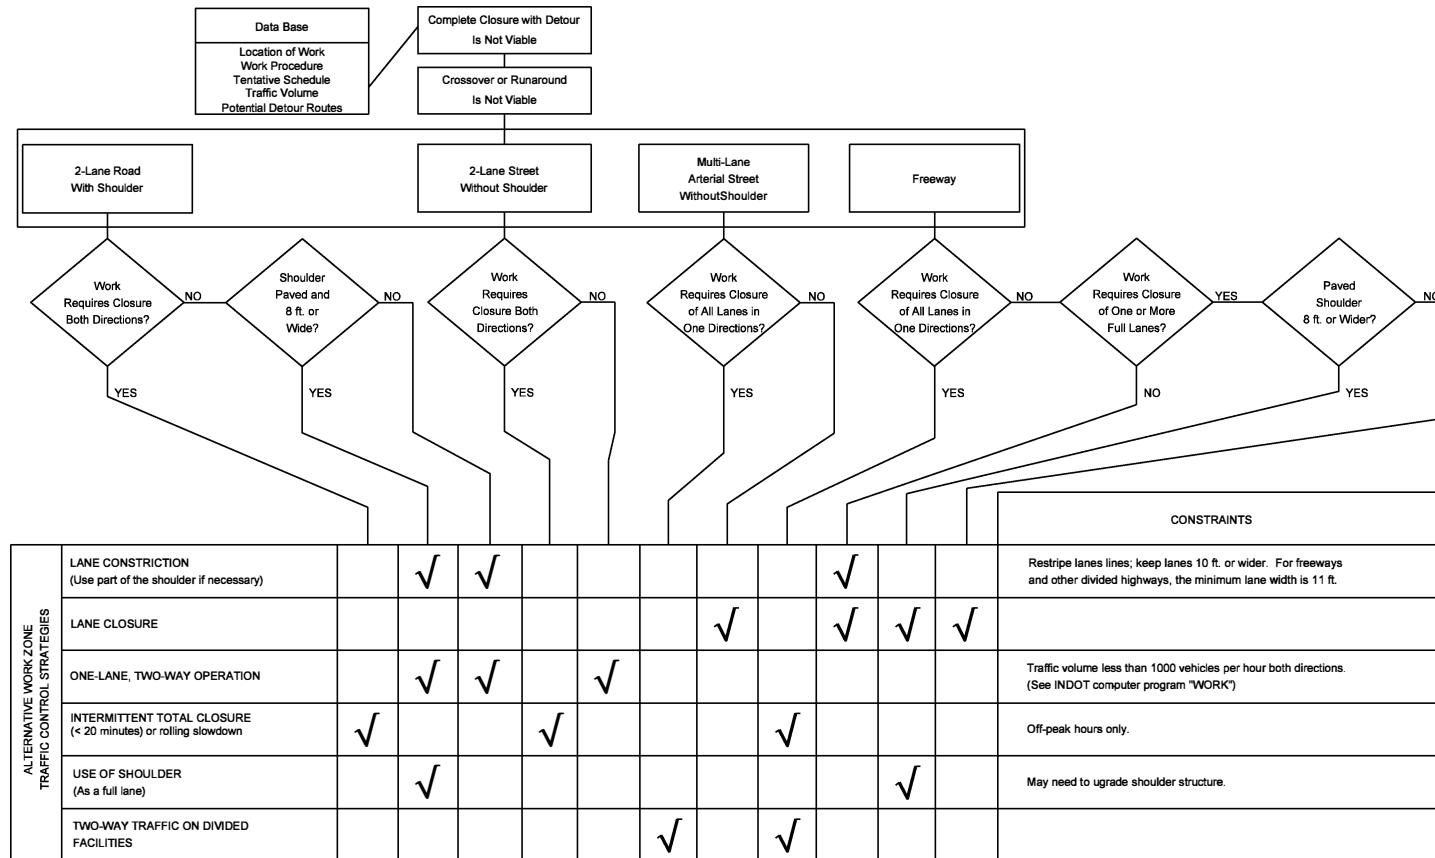 Data Base
Location of Work
Work Procedure
Tentative Schedule
Traffic Volume
Potential Detour Routes
Complete Closure with Detour
Is Not Viable
Crossover or Runaround
Is Not Viable
2-Lane Road
With Shoulder
2-Lane Street
Without Shoulder
Multi-Lane
Arterial Street
WithoutShoulder
Freeway
Work
Requires Closure
Both Directions?
NO
YES
Shoulder
Paved and
8 ft. or
Wide?
NO
YES
Work
Requires
Closure Both
Directions?
NO
YES
Work
Requires Closure
of All Lanes in
One Directions?
NO
YES
Work
Requires Closure
of All Lanes in
One Directions?
NO
YES
Work
Requires Closure
of One or More
Full Lanes?
YES
NO
Paved
Shoulder
8 ft. or Wider?
NO
YES
CONSTRAINTS
ALTERNATIVE WORK ZONE
TRAFFIC CONTROL STRATEGIES
LANE CONSTRICTION
(Use part of the shoulder if necessary)
√ √ √
Restripe lanes lines; keep lanes 10 ft. or wider. For freeways
and other divided highways, the minimum lane width is 11 ft.
LANE CLOSURE
√ √ √ √
ONE-LANE, TWO-WAY OPERATION
√ √ √
Traffic volume less than 1000 vehicles per hour both directions.
(See INDOT computer program "WORK")
INTERMITTENT TOTAL CLOSURE
(< 20 minutes) or rolling slowdown
√ √ √
Off-peak hours only.
USE OF SHOULDER
(As a full lane)
√ √
May need to ugrade shoulder structure.
TWO-WAY TRAFFIC ON DIVIDED
FACILITIES
√ √